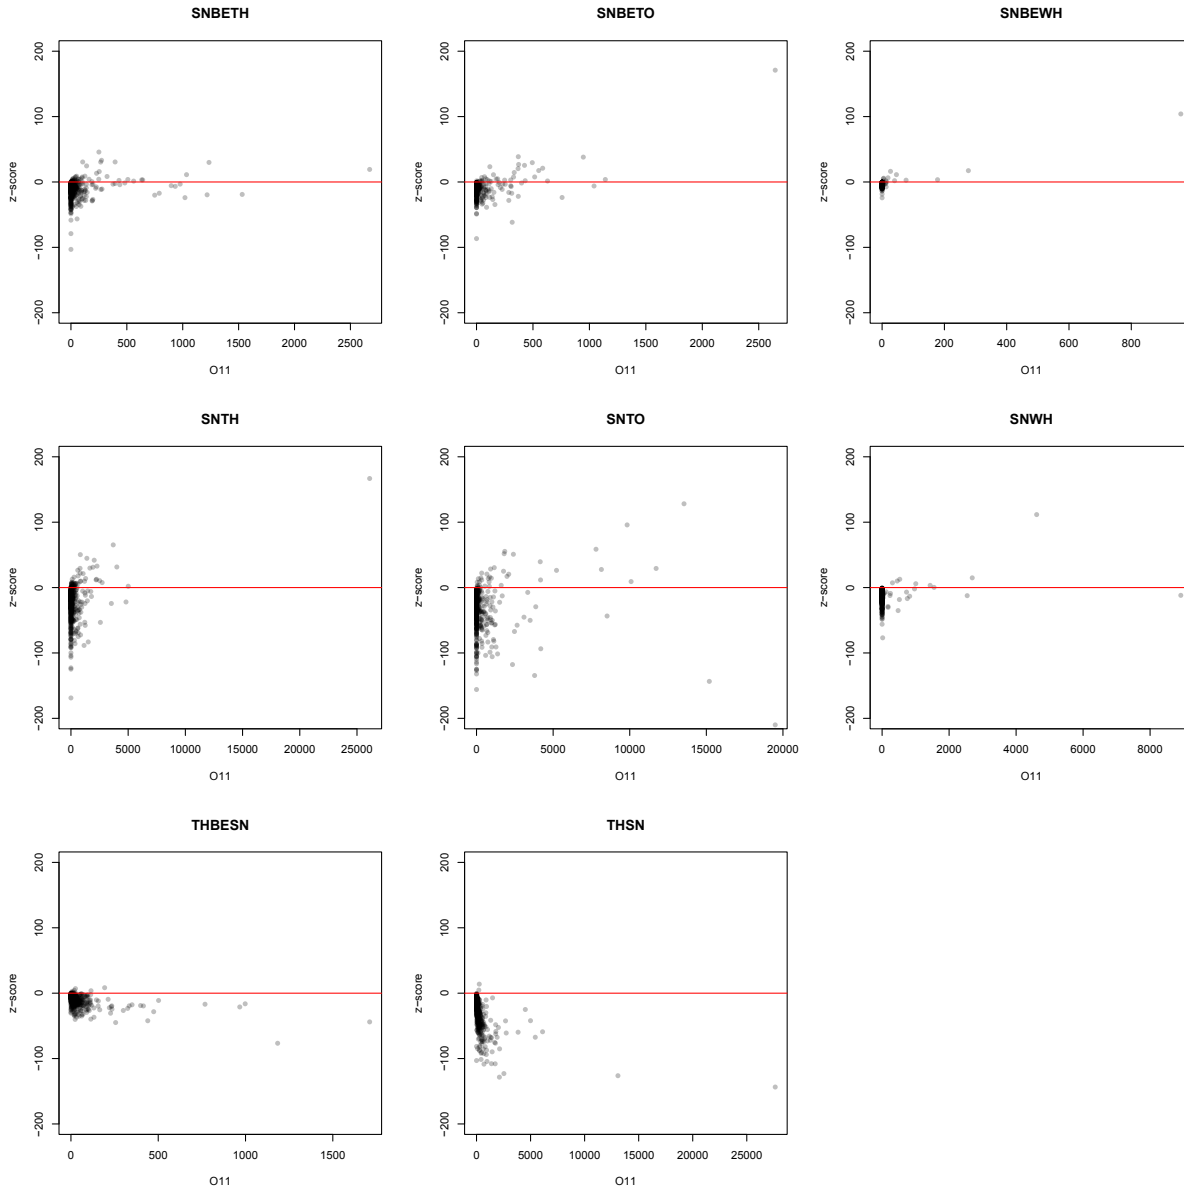 SNBETH SNBETO SNBEWH
200 200 200
100 100 100
z−score z−score z−score
0 0 0
−100 −100 −100
−200 −200 −200
0 500 1000 1500 2000 2500 0 500 1000 1500 2000 2500 0 200 400 600 800
O11 O11 O11
SNTH SNTO SNWH
200 200 200
100 100 100
z−score z−score z−score
0 0 0
−100 −100 −100
−200 −200 −200
0 5000 10000 15000 20000 25000 0 5000 10000 15000 20000 0 2000 4000 6000 8000
O11 O11 O11
THBESN THSN
200 200
100 100
z−score z−score
0 0
−100 −100
−200 −200
0 500 1000 1500 0 5000 10000 15000 20000 25000
O11 O11